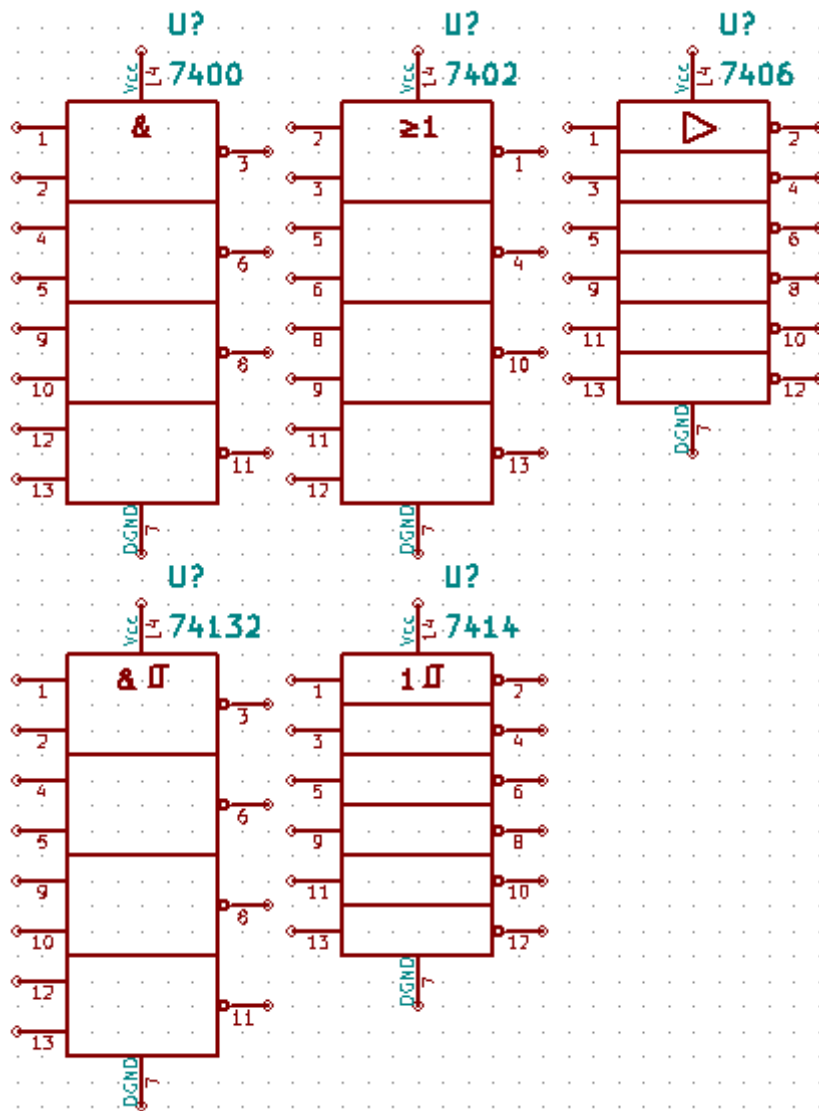 U? U? U?
Vcc 14 7400 Vcc 14 7402 Vcc 14 7406
& ≥1
1 2 1 2
3 1
2 3 3 4
4 5 5 6
6 4
5 6 9 8
9 8 11 10
8 10
10 9 13 12
12 11 DGND 7
11 13
13 12
DGND 7 DGND 7
U? U?
Vcc 14 74132 Vcc 14 7414
& 1
1 1 2
3
2 3 4
4 5 6
6
5 9 8
9 11 10
8
10 13 12
12 DGND 7
11
13
DGND 7